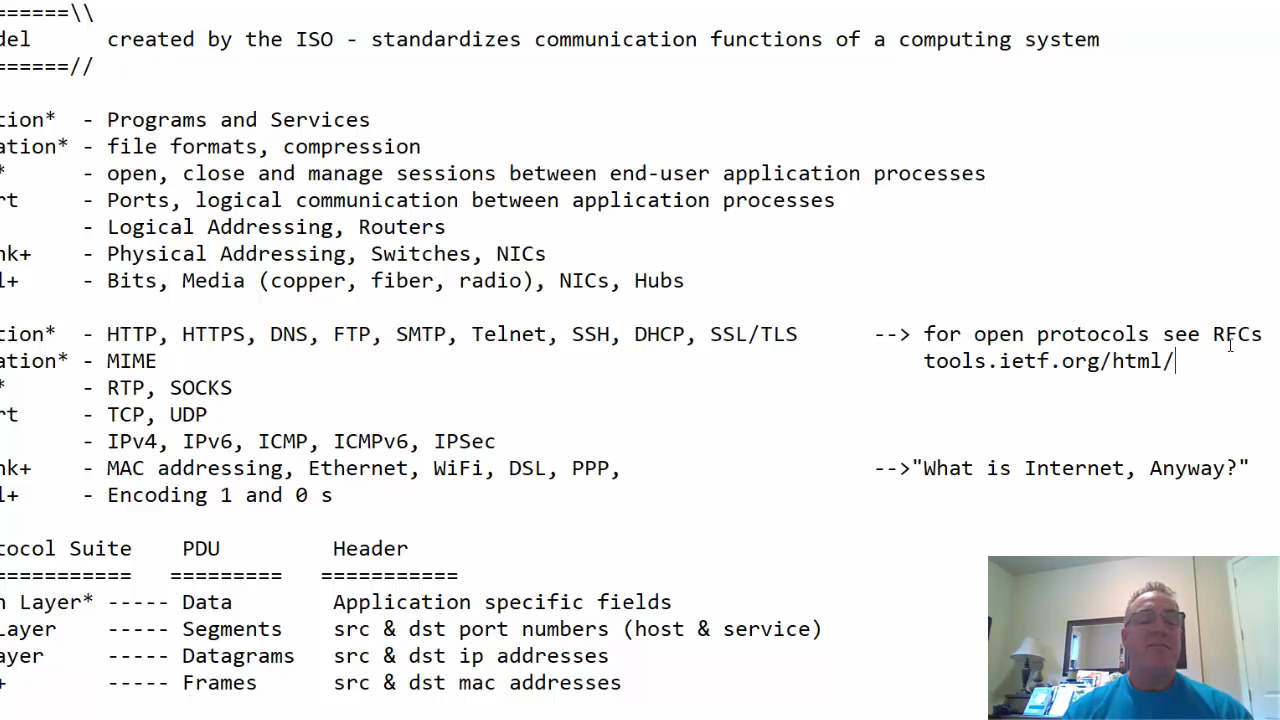 ======\\
del created by the ISO - standardizes communication functions of a computing system
======//
tion* - Programs and Services
ation* - file formats, compression
* - open, close and manage sessions between end-user application processes
rt - Ports, logical communication between application processes
- Logical Addressing, Routers
nk+ - Physical Addressing, Switches, NICs
l+ - Bits, Media (copper, fiber, radio), NICs, Hubs
tion* - HTTP, HTTPS, DNS, FTP, SMTP, Telnet, SSH, DHCP, SSL/TLS --> for open protocols see RFCs
ation* - MIME tools.ietf.org/html/
* - RTP, SOCKS
rt - TCP, UDP
- IPv4, IPv6, ICMP, ICMPv6, IPSec
nk+ - MAC addressing, Ethernet, WiFi, DSL, PPP, -->"What is Internet, Anyway?"
l+ - Encoding 1 and 0 s
tocol Suite PDU Header
=========== ========= ===========
n Layer* ----- Data Application specific fields
Layer ----- Segments src & dst port numbers (host & service)
ayer ----- Datagrams src & dst ip addresses
+ ----- Frames src & dst mac addresses